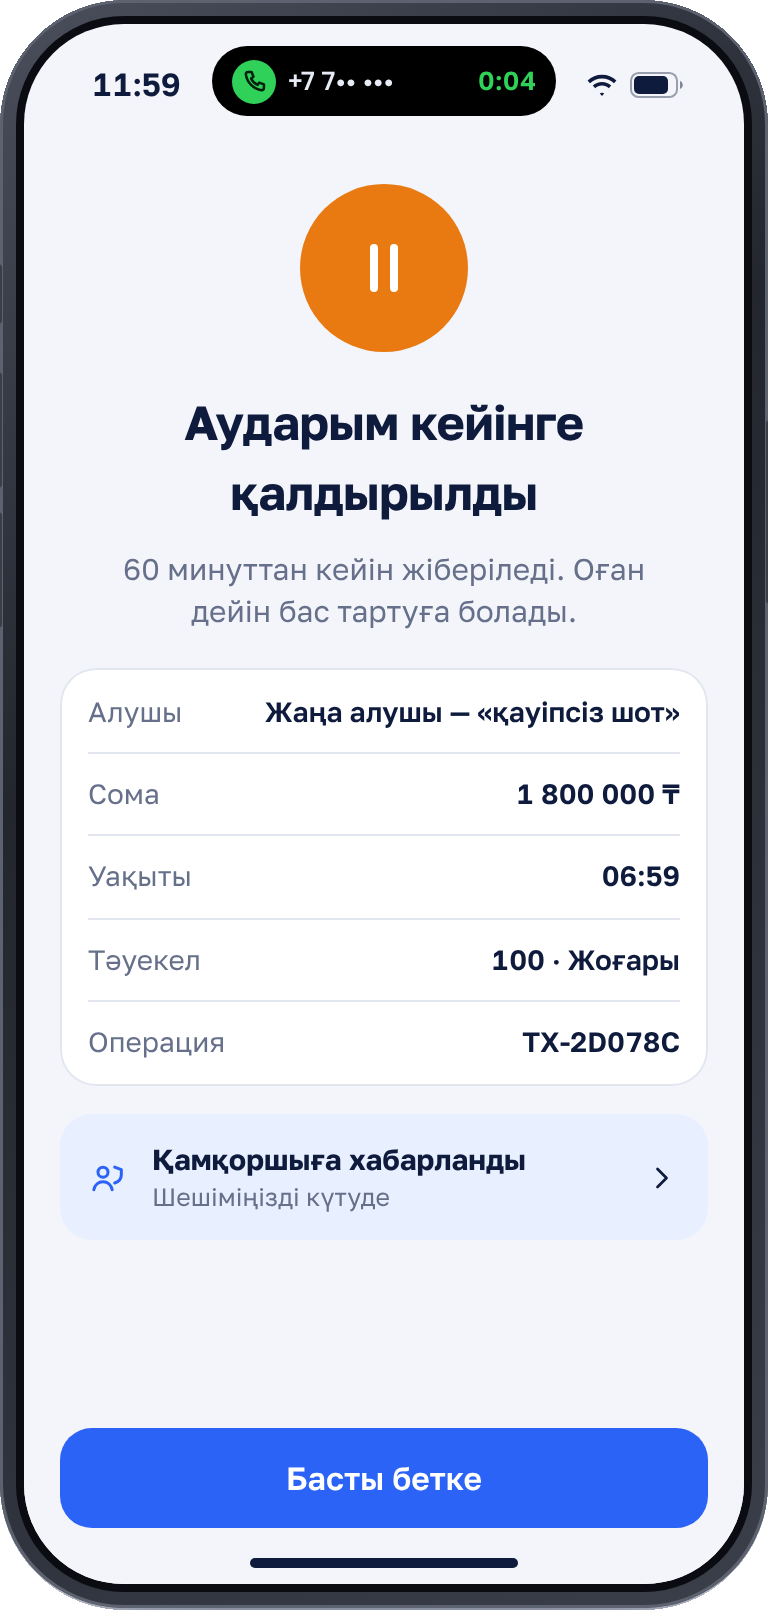 11:59
+7 7•• •••
0:04
Аударым кейінге
қалдырылды
60 минуттан кейін жіберіледі. Оған
дейін бас тартуға болады.
Алушы Жаңа алушы — «қауіпсіз шот»
Сома 1 800 000 ₸
Уақыты 06:59
Тәуекел 100 · Жоғары
Операция TX-2D078C
Қамқоршыға хабарланды
Шешіміңізді күтуде
Басты бетке